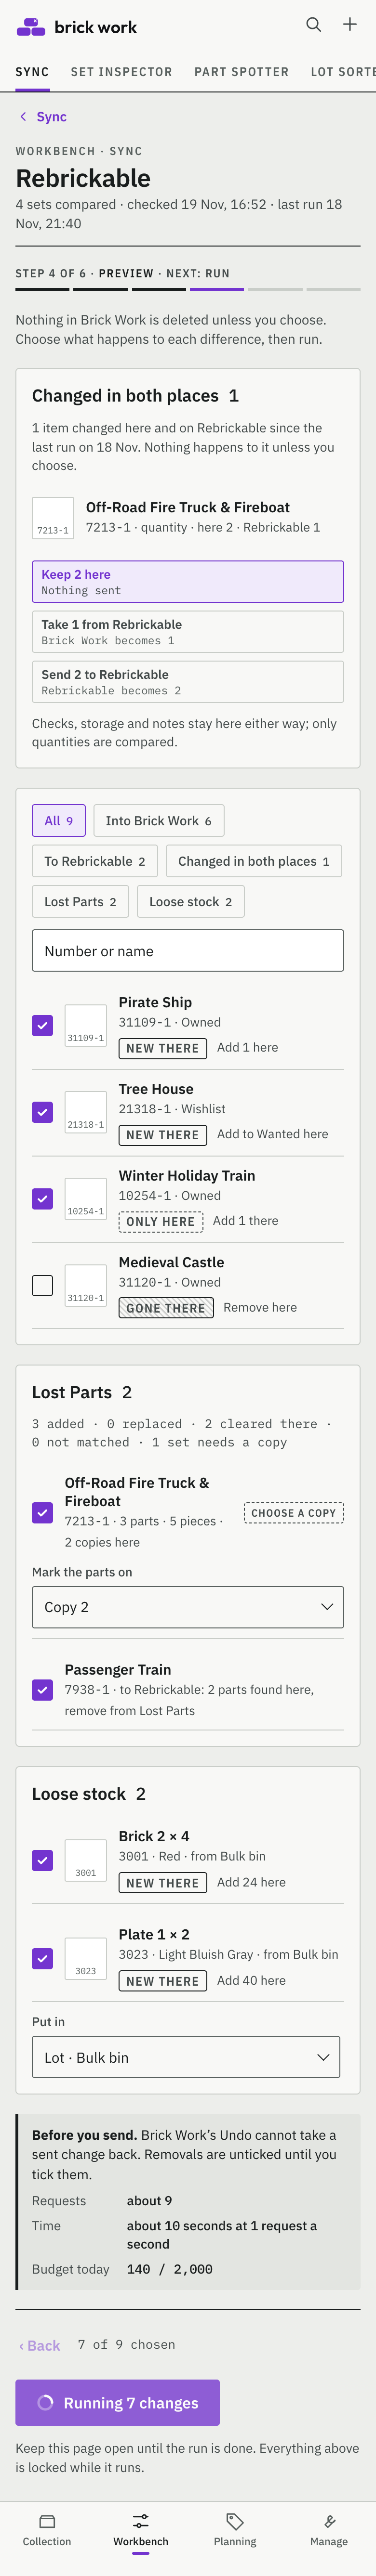 brick work
SYNC SET INSPECTOR PART SPOTTER LOT SORTE
Sync
WORKBENCH · SYNC
Rebrickable
4 sets compared · checked 19 Nov, 16:52 · last run 18
Nov, 21:40
STEP 4 OF 6 · PREVIEW · NEXT: RUN
Nothing in Brick Work is deleted unless you choose.
Choose what happens to each difference, then run.
Changed in both places 1
1 item changed here and on Rebrickable since the
last run on 18 Nov. Nothing happens to it unless you
choose.
7213-1
Off-Road Fire Truck & Fireboat
7213-1 · quantity · here 2 · Rebrickable 1
Keep 2 here
Nothing sent
Take 1 from Rebrickable
Brick Work becomes 1
Send 2 to Rebrickable
Rebrickable becomes 2
Checks, storage and notes stay here either way; only
quantities are compared.
All 9 Into Brick Work 6
To Rebrickable 2 Changed in both places 1
Lost Parts 2 Loose stock 2
Number or name
31109-1
Pirate Ship
31109-1 · Owned
NEW THERE Add 1 here
21318-1
Tree House
21318-1 · Wishlist
NEW THERE Add to Wanted here
10254-1
Winter Holiday Train
10254-1 · Owned
ONLY HERE Add 1 there
31120-1
Medieval Castle
31120-1 · Owned
GONE THERE Remove here
Lost Parts 2
3 added · 0 replaced · 2 cleared there ·
0 not matched · 1 set needs a copy
Off-Road Fire Truck &
Fireboat
7213-1 · 3 parts · 5 pieces ·
2 copies here
CHOOSE A COPY
Mark the parts on
Copy 2
Passenger Train
7938-1 · to Rebrickable: 2 parts found here,
remove from Lost Parts
Loose stock 2
3001
Brick 2 × 4
3001 · Red · from Bulk bin
NEW THERE Add 24 here
3023
Plate 1 × 2
3023 · Light Bluish Gray · from Bulk bin
NEW THERE Add 40 here
Put in
Lot · Bulk bin
Before you send. Brick Work's Undo cannot take a
sent change back. Removals are unticked until you
tick them.
Requests about 9
Time about 10 seconds at 1 request a
second
Budget today 140 / 2,000
‹ Back 7 of 9 chosen
Running 7 changes
Keep this page open until the run is done. Everything above
is locked while it runs.
Collection Workbench Planning Manage